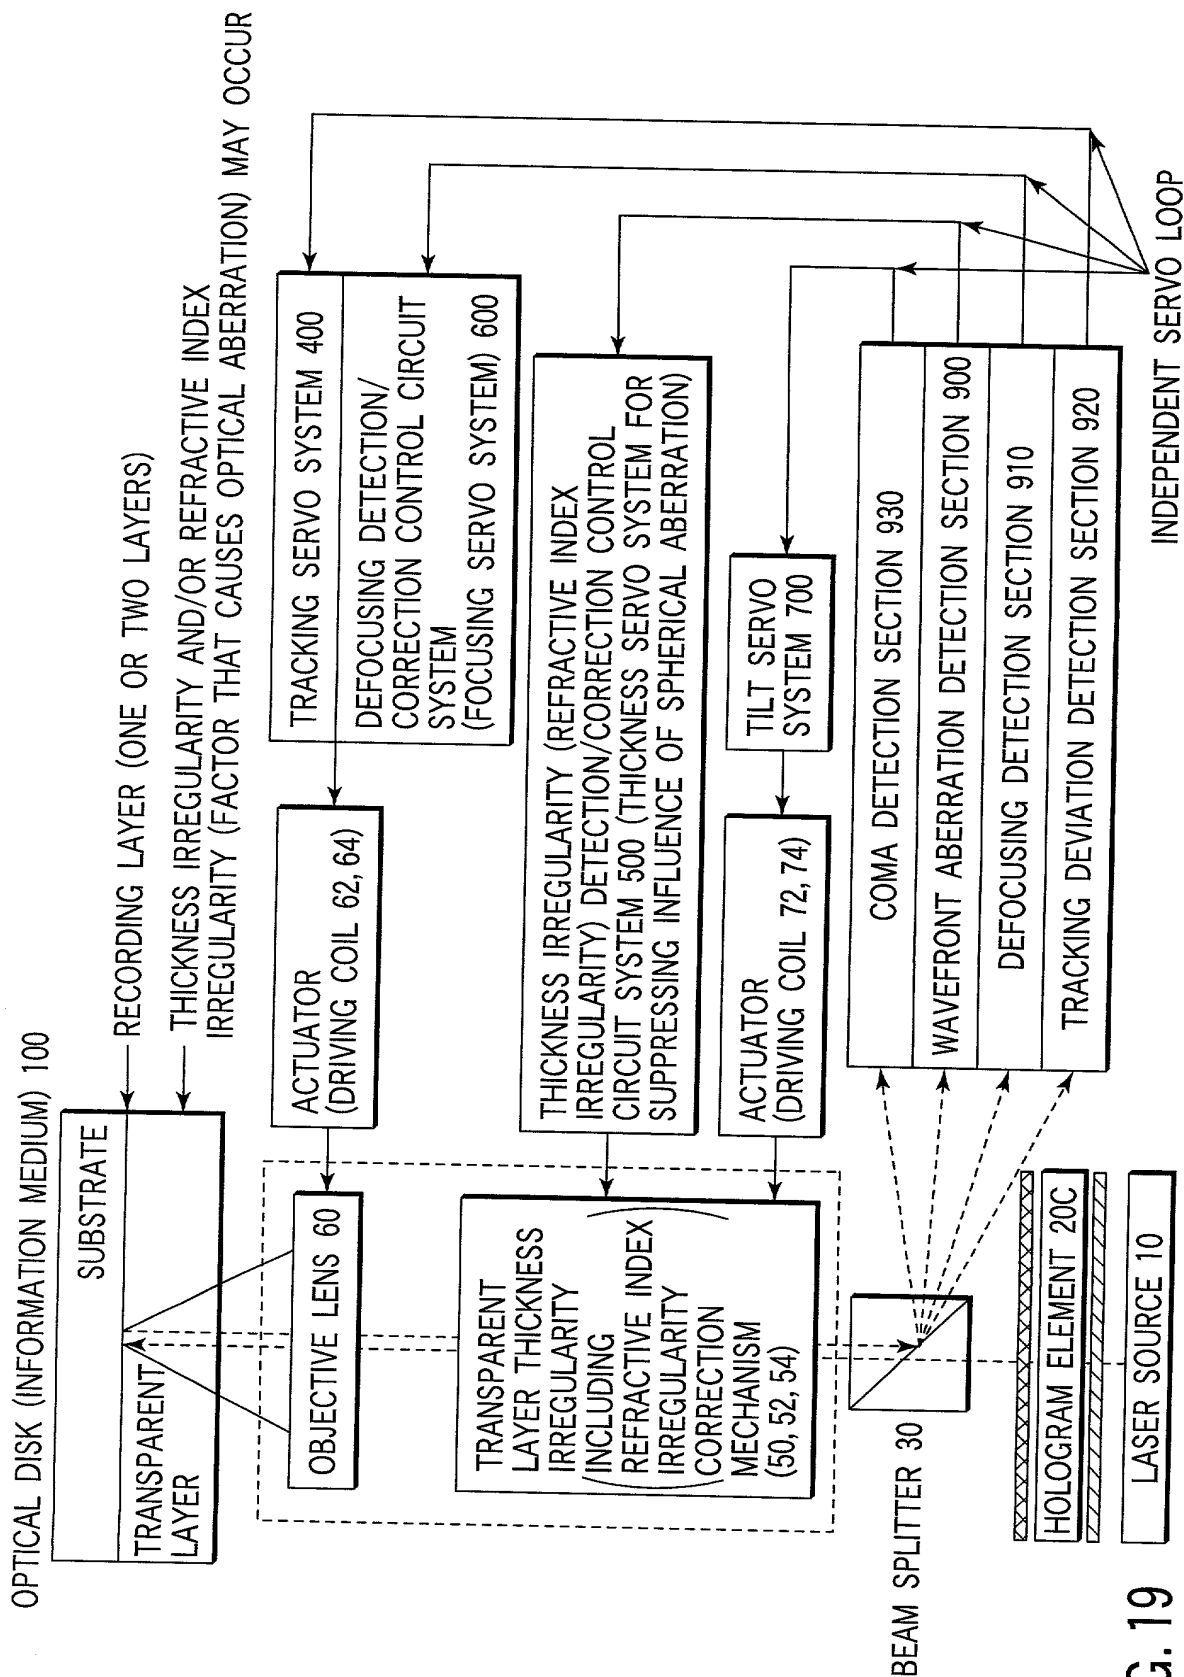 OPTICAL DISK (INFORMATION MEDIUM) 100
SUBSTRATE
TRANSPARENT
LAYER
RECORDING LAYER (ONE OR TWO LAYERS)
THICKNESS IRREGULARITY AND/OR REFRACTIVE INDEX
IRREGULARITY (FACTOR THAT CAUSES OPTICAL ABERRATION) MAY OCCUR
OBJECTIVE LENS 60
ACTUATOR
(DRIVING COIL 62, 64)
TRACKING SERVO SYSTEM 400
DEFOCUSING DETECTION/
CORRECTION CONTROL CIRCUIT
SYSTEM
(FOCUSING SERVO SYSTEM) 600
TRANSPARENT
LAYER THICKNESS
IRREGULARITY
(INCLUDING
REFRACTIVE INDEX
IRREGULARITY
CORRECTION)
MECHANISM
(50, 52, 54)
THICKNESS IRREGULARITY (REFRACTIVE INDEX
IRREGULARITY) DETECTION/CORRECTION CONTROL
CIRCUIT SYSTEM 500 (THICKNESS SERVO SYSTEM FOR
SUPPRESSING INFLUENCE OF SPHERICAL ABERRATION)
ACTUATOR
(DRIVING COIL 72, 74)
TILT SERVO
SYSTEM 700
BEAM SPLITTER 30
COMA DETECTION SECTION 930
WAVEFRONT ABERRATION DETECTION SECTION 900
DEFOCUSING DETECTION SECTION 910
TRACKING DEVIATION DETECTION SECTION 920
HOLOGRAM ELEMENT 20C
LASER SOURCE 10
INDEPENDENT SERVO LOOP
G. 19